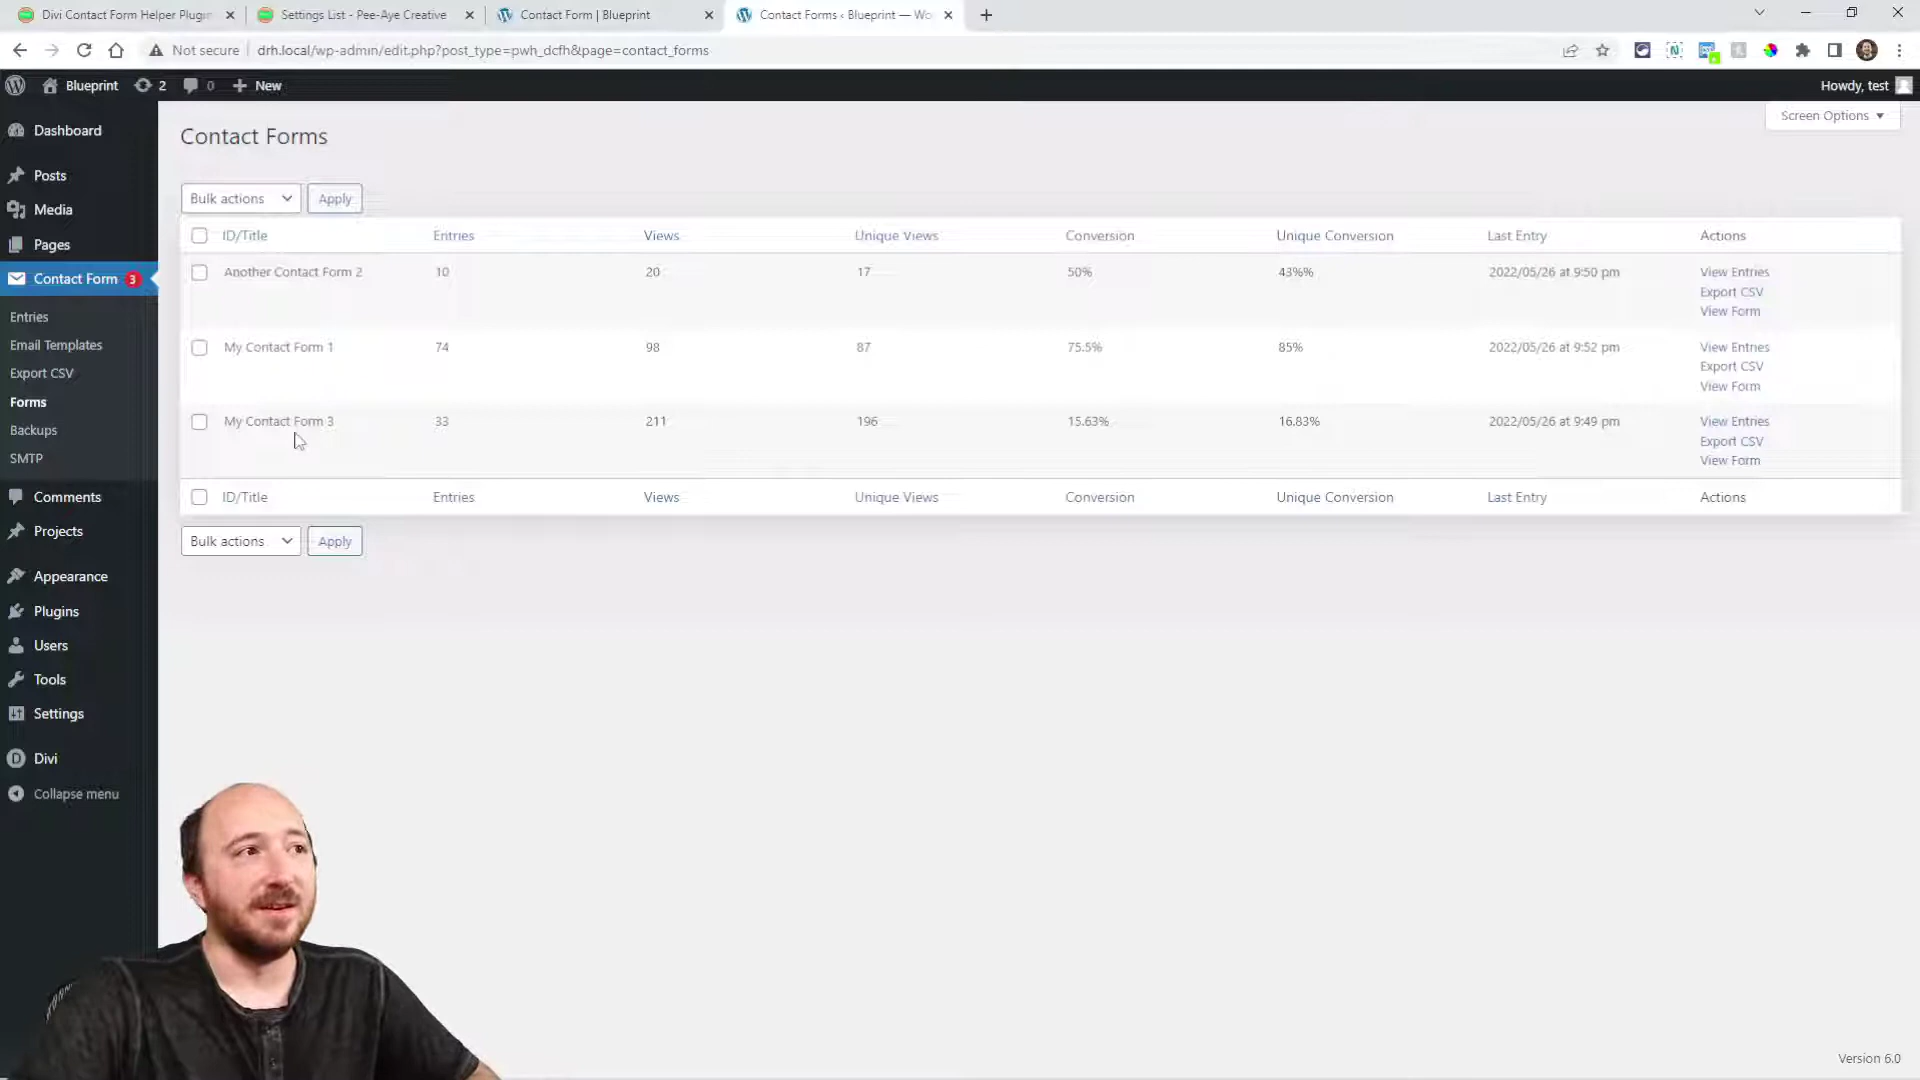 Divi Contact Form Helper Plugin
Settings List - Pee-Aye Creative
Contact Form | Blueprint
Contact Forms ‹ Blueprint — Wo
Not secure
drh.local/wp-admin/edit.php?post_type=pwh_dcfh&page=contact_forms
Blueprint
2
0
New
Howdy, test
Dashboard
Posts
Media
Pages
Contact Form 3
Entries
Email Templates
Export CSV
Forms
Backups
SMTP
Comments
Projects
Appearance
Plugins
Users
Tools
Settings
Divi
Collapse menu
Screen Options
Contact Forms
Bulk actions Apply
ID/Title Entries Views Unique Views Conversion Unique Conversion Last Entry Actions
Another Contact Form 2 10 20 17 50% 43%% 2022/05/26 at 9:50 pm View Entries
Export CSV
View Form
My Contact Form 1 74 98 87 75.5% 85% 2022/05/26 at 9:52 pm View Entries
Export CSV
View Form
My Contact Form 3 33 211 196 15.63% 16.83% 2022/05/26 at 9:49 pm View Entries
Export CSV
View Form
ID/Title Entries Views Unique Views Conversion Unique Conversion Last Entry Actions
Bulk actions Apply
Version 6.0